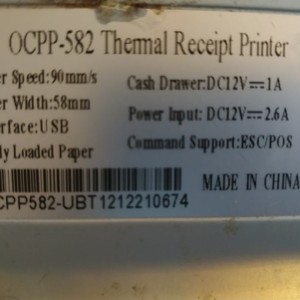 OCPP-582 Thermal Receipt Printer
er Speed:90mm/s
Cash Drawer:DC12V⎓1A
er Width:58mm
Power Input: DC12V⎓2.6A
erface:USB
Command Support:ESC/POS
ly Loaded Paper
MADE IN CHINA
CPP582-UBT1212210674